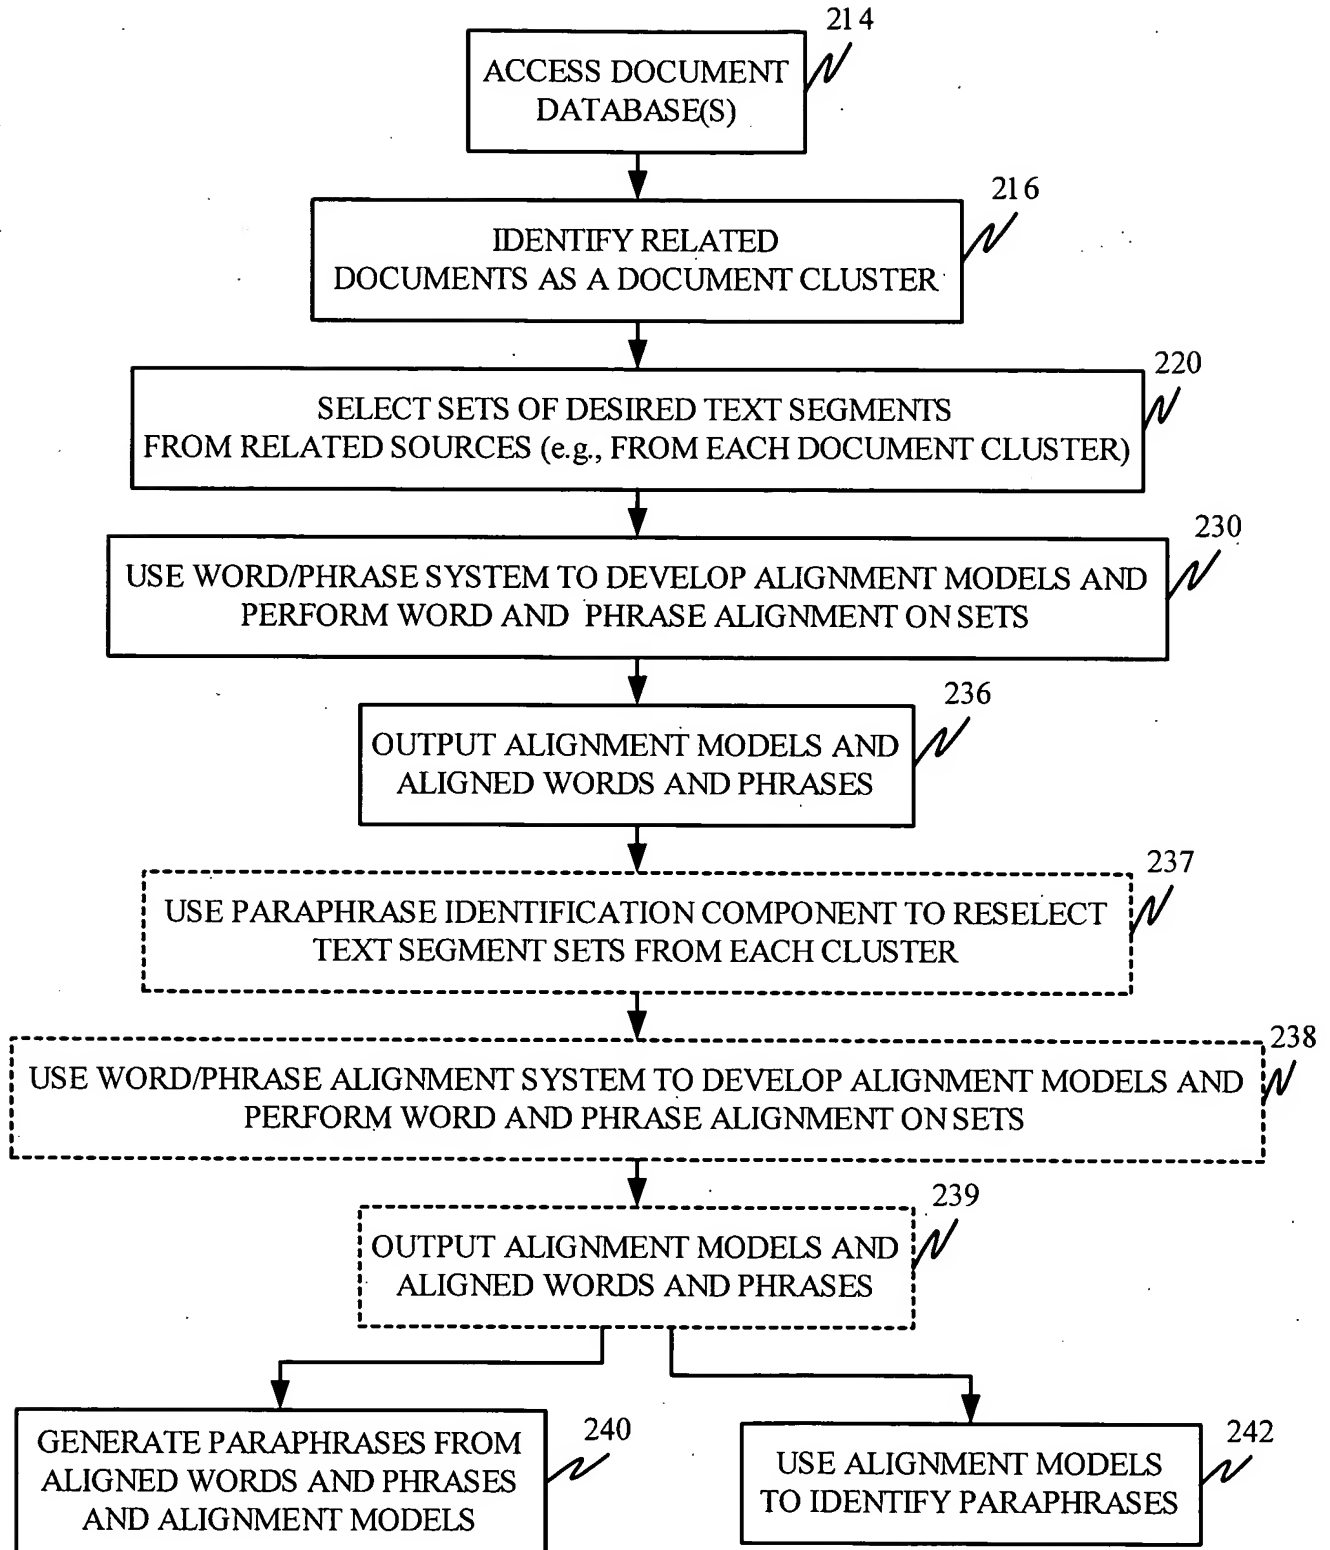 214
ACCESS DOCUMENT
DATABASE(S)
216
IDENTIFY RELATED
DOCUMENTS AS A DOCUMENT CLUSTER
220
SELECT SETS OF DESIRED TEXT SEGMENTS
FROM RELATED SOURCES (e.g., FROM EACH DOCUMENT CLUSTER)
230
USE WORD/PHRASE SYSTEM TO DEVELOP ALIGNMENT MODELS AND
PERFORM WORD AND PHRASE ALIGNMENT ON SETS
236
OUTPUT ALIGNMENT MODELS AND
ALIGNED WORDS AND PHRASES
237
USE PARAPHRASE IDENTIFICATION COMPONENT TO RESELECT
TEXT SEGMENT SETS FROM EACH CLUSTER
238
USE WORD/PHRASE ALIGNMENT SYSTEM TO DEVELOP ALIGNMENT MODELS AND
PERFORM WORD AND PHRASE ALIGNMENT ON SETS
239
OUTPUT ALIGNMENT MODELS AND
ALIGNED WORDS AND PHRASES
240
GENERATE PARAPHRASES FROM
ALIGNED WORDS AND PHRASES
AND ALIGNMENT MODELS
242
USE ALIGNMENT MODELS
TO IDENTIFY PARAPHRASES